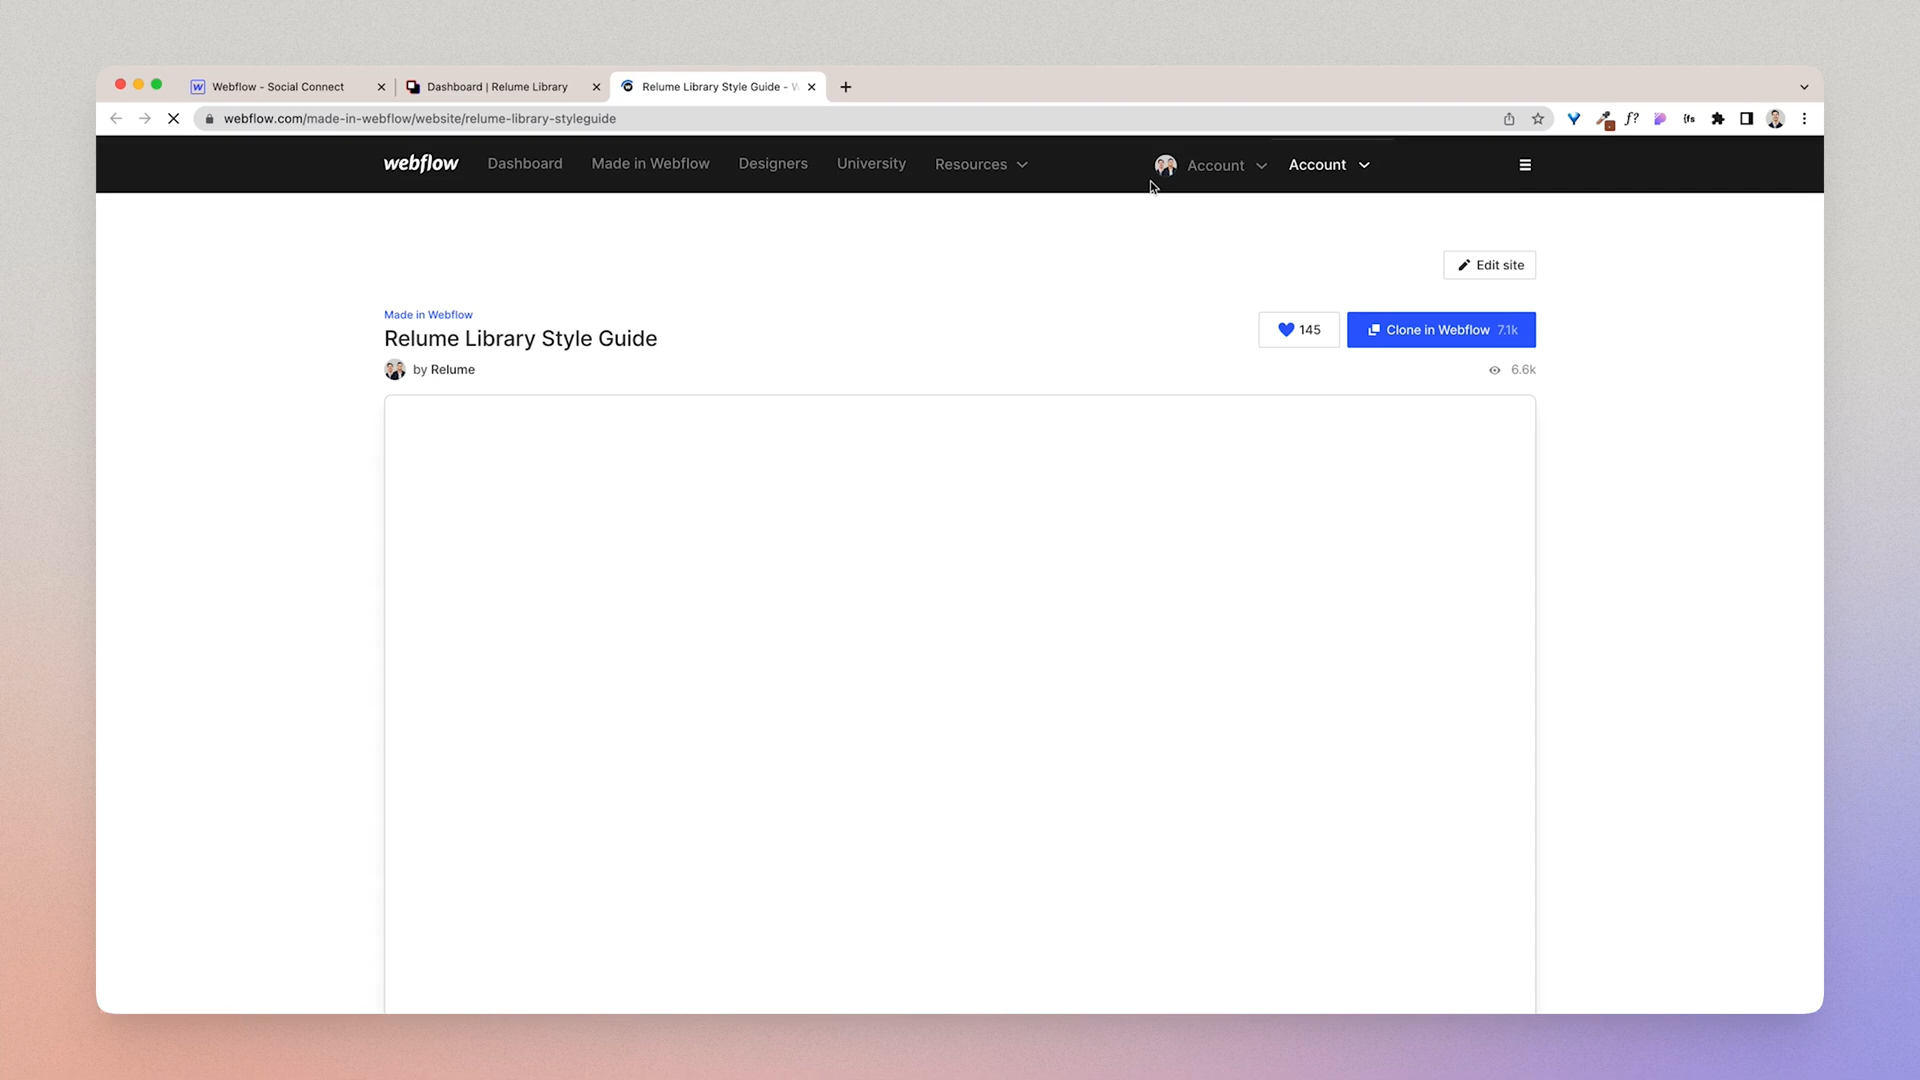 Webflow - Social Connect
Dashboard | Relume Library
Relume Library Style Guide -
webflow.com/made-in-webflow/website/relume-library-styleguide
webflow
Dashboard
Made in Webflow
Designers
University
Resources
Account
Account
Edit site
Made in Webflow
Relume Library Style Guide
145
Clone in Webflow 7.1k
by Relume
6.6k